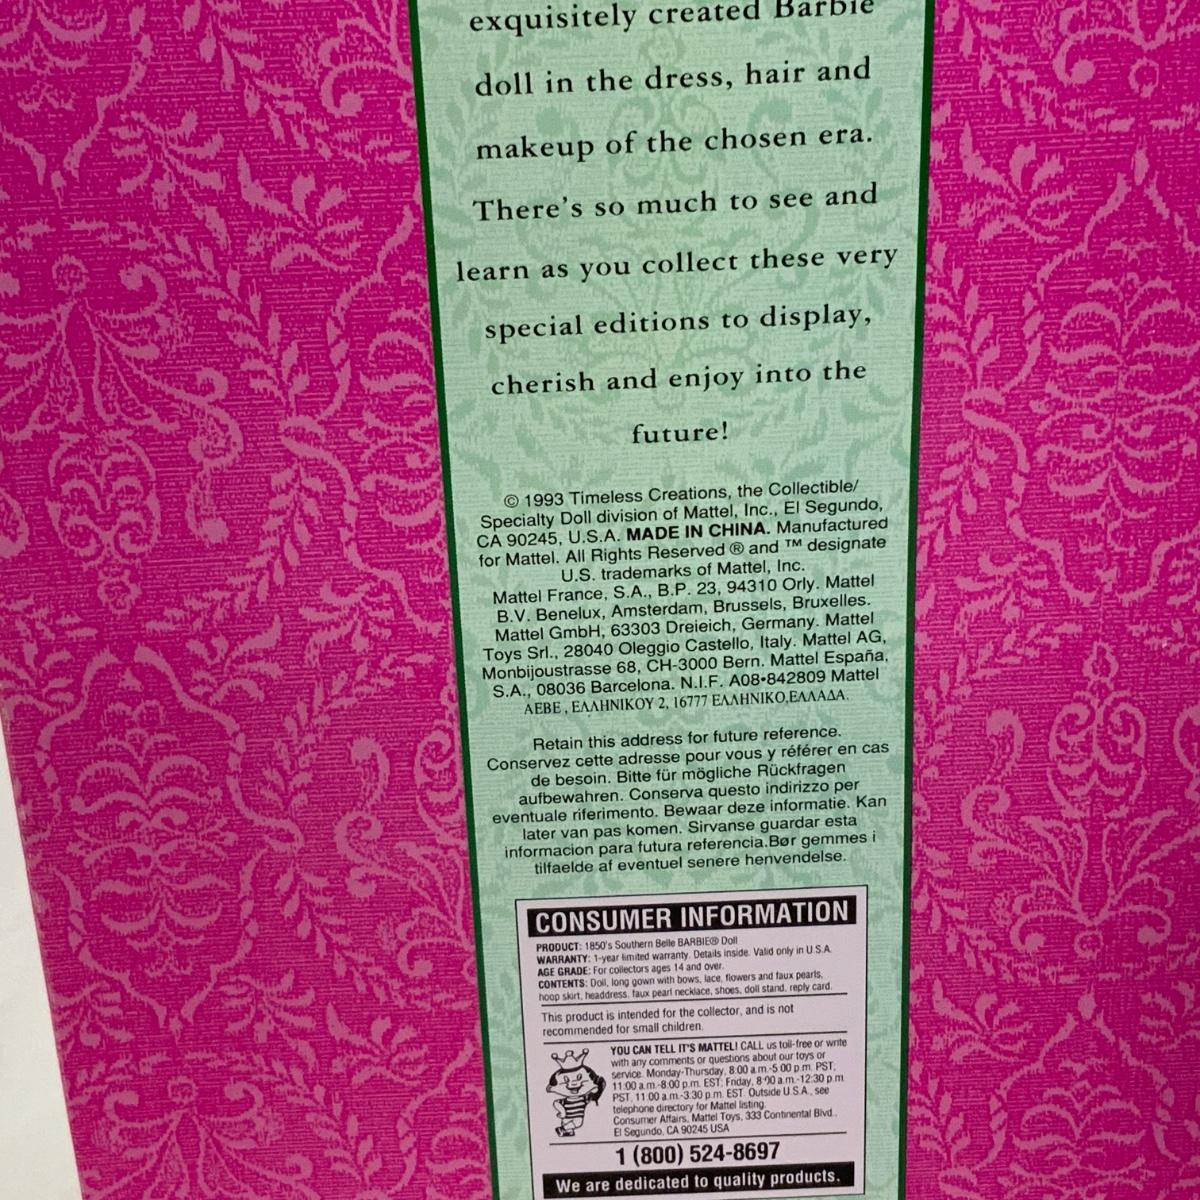 exquisitely created Barbie
doll in the dress, hair and
makeup of the chosen era.
There's so much to see and
learn as you collect these very
special editions to display,
cherish and enjoy into the
future!
© 1993 Timeless Creations, the Collectible/
Specialty Doll division of Mattel, Inc., El Segundo,
CA 90245, U.S.A. MADE IN CHINA. Manufactured
for Mattel. All Rights Reserved ® and ™ designate
U.S. trademarks of Mattel, Inc.
Mattel France, S.A., B.P. 23, 94310 Orly. Mattel
B.V. Benelux, Amsterdam, Brussels, Bruxelles.
Mattel GmbH, 63303 Dreieich, Germany. Mattel
Toys Srl., 28040 Oleggio Castello, Italy. Mattel AG,
Monbijoustrasse 68, CH-3000 Bern. Mattel España,
S.A., 08036 Barcelona. N.I.F. A08•842809 Mattel
AEBE , ΕΛΛΗΝΙΚΟΥ 2, 16777 ΕΛΛΗΝΙΚΟ,ΕΛΛΑΔΑ.
Retain this address for future reference.
Conservez cette adresse pour vous y référer en cas
de besoin. Bitte für mögliche Rückfragen
aufbewahren. Conserva questo indirizzo per
eventuale riferimento. Bewaar deze informatie. Kan
later van pas komen. Sirvanse guardar esta
informacion para futura referencia.Bør gemmes i
tilfaelde af eventuel senere henvendelse.
CONSUMER INFORMATION
PRODUCT: 1850's Southern Belle BARBIE® Doll
WARRANTY: 1-year limited warranty. Details inside. Valid only in U.S.A.
AGE GRADE: For collectors ages 14 and over.
CONTENTS: Doll, long gown with bows, lace, flowers and faux pearls,
hoop skirt, headdress, faux pearl necklace, shoes, doll stand, reply card.
This product is intended for the collector, and is not
recommended for small children.
YOU CAN TELL IT'S MATTEL! CALL us toll-free or write
with any comments or questions about our toys or
service. Monday-Thursday, 8:00 a.m.-5:00 p.m. PST,
11:00 a.m.-8:00 p.m. EST; Friday, 8:00 a.m.-12:30 p.m.
PST, 11:00 a.m.-3:30 p.m. EST. Outside U.S.A., see
telephone directory for Mattel listing.
Consumer Affairs, Mattel Toys, 333 Continental Blvd.,
El Segundo, CA 90245 USA
1 (800) 524-8697
We are dedicated to quality products.